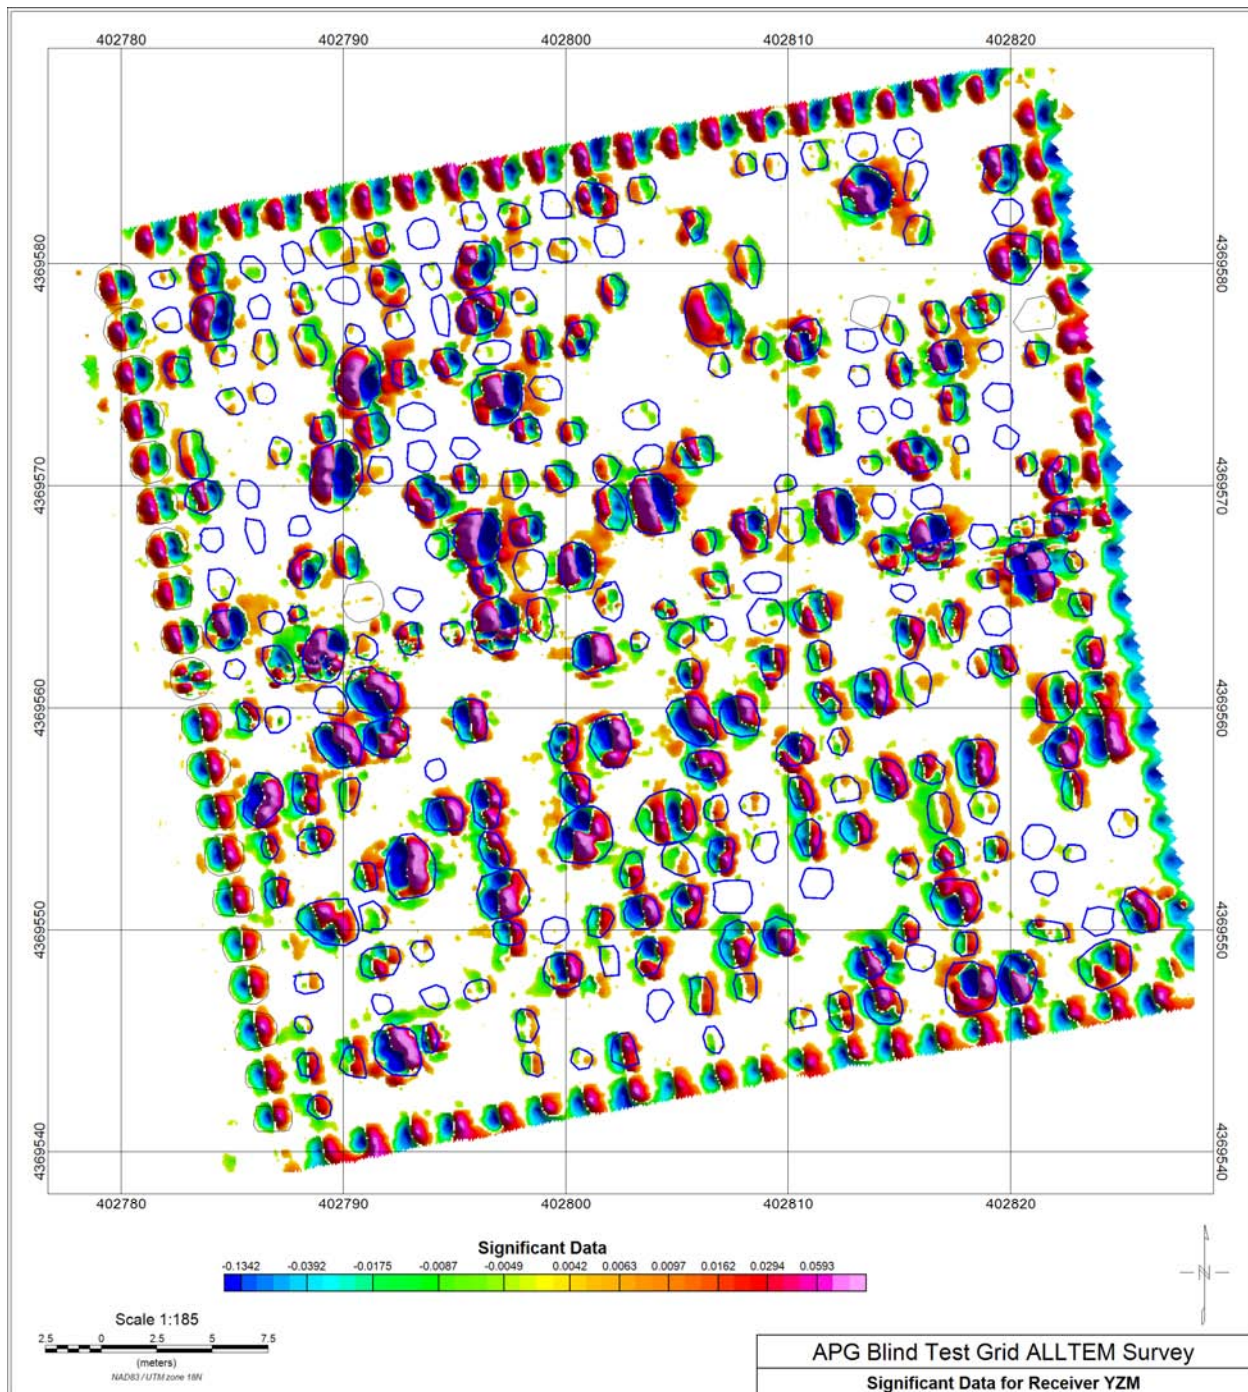 402780 402790 402800 402810 402820
4369580 4369580
4369570 4369570
4369560 4369560
4369550 4369550
4369540 4369540
402780 402790 402800 402810 402820
Significant Data
-0.1342 -0.0392 -0.0175 -0.0087 -0.0049 0.0042 0.0063 0.0097 0.0162 0.0294 0.0593
Scale 1:185
2.5 0 2.5 5 7.5
(meters)
NAD83 / UTM zone 18N
N
APG Blind Test Grid ALLTEM Survey
Significant Data for Receiver YZM